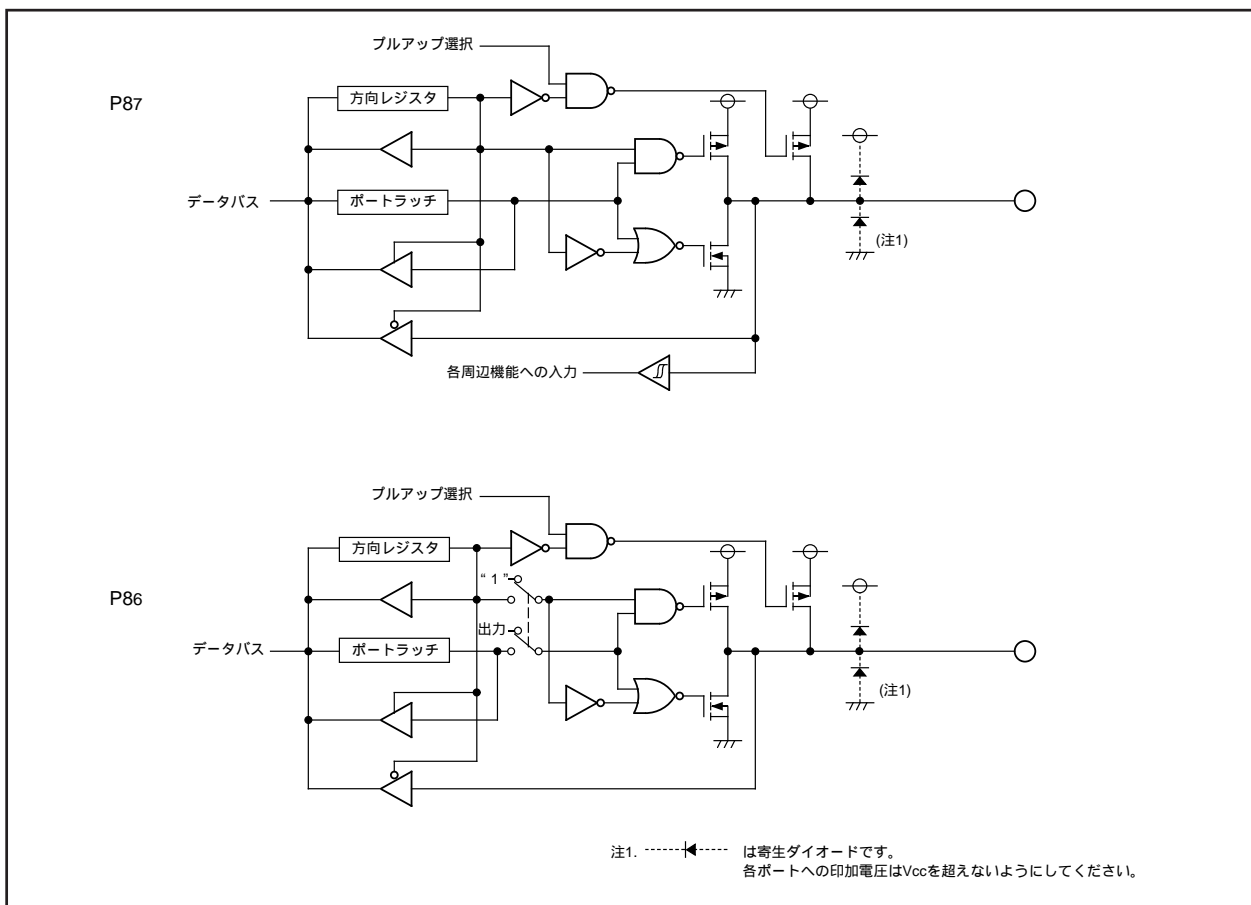 プルアップ選択
P87
方向レジスタ
データバス
ポートラッチ
(注1)
各周辺機能への入力
プルアップ選択
方向レジスタ
P86
“ 1 ”
出力
データバス
ポートラッチ
(注1)
注1.
は寄生ダイオードです。
各ポートへの印加電圧はVccを超えないようにしてください。